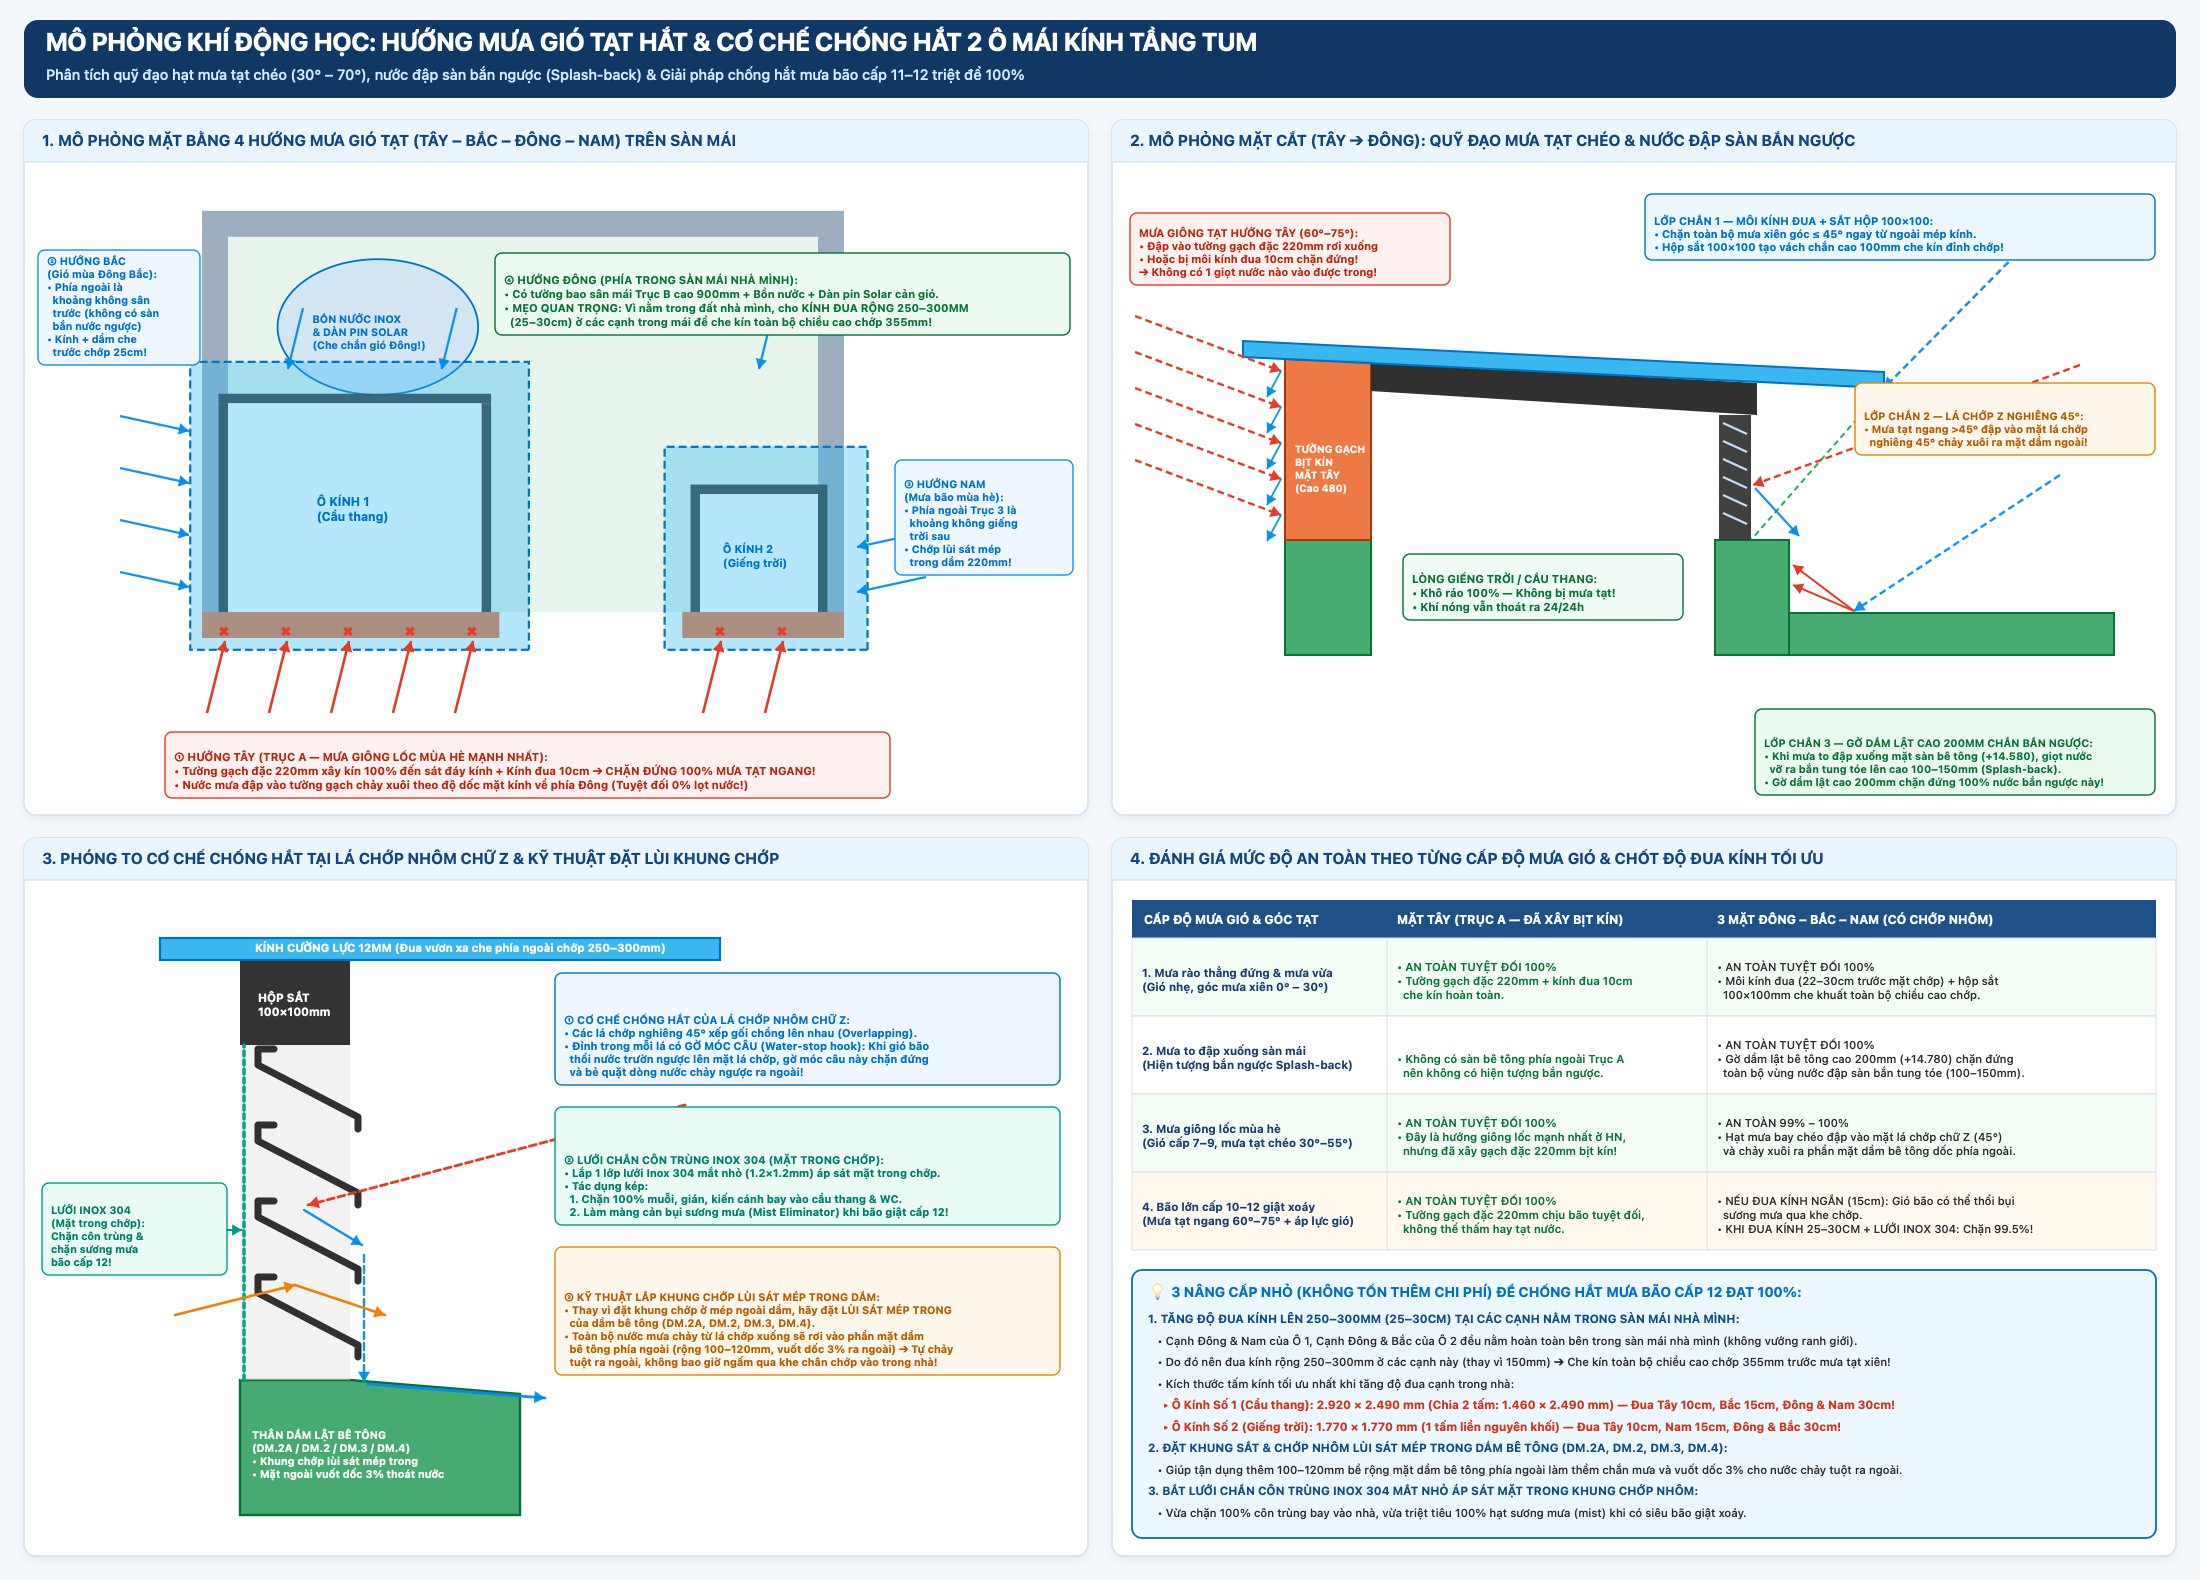 MÔ PHỎNG KHÍ ĐỘNG HỌC: HƯỚNG MƯA GIÓ TẠT HẮT & CƠ CHẾ CHỐNG HẮT 2 Ô MÁI KÍNH TẦNG TUM
Phân tích quỹ đạo hạt mưa tạt chéo (30° – 70°), nước đập sàn bắn ngược (Splash-back) & Giải pháp chống hắt mưa bão cấp 11–12 triệt để 100%
1. MÔ PHỎNG MẶT BẰNG 4 HƯỚNG MƯA GIÓ TẠT (TÂY – BẮC – ĐÔNG – NAM) TRÊN SÀN MÁI
② HƯỚNG BẮC
(Gió mùa Đông Bắc):
• Phía ngoài là
khoảng không sân
trước (không có sàn
bắn nước ngược)
• Kính + dầm che
trước chớp 25cm!
BỒN NƯỚC INOX
& DÀN PIN SOLAR
(Che chắn gió Đông!)
④ HƯỚNG ĐÔNG (PHÍA TRONG SÀN MÁI NHÀ MÌNH):
• Có tường bao sân mái Trục B cao 900mm + Bồn nước + Dàn pin Solar cản gió.
• MẸO QUAN TRỌNG: Vì nằm trong đất nhà mình, cho KÍNH ĐUA RỘNG 250–300MM
(25–30cm) ở các cạnh trong mái để che kín toàn bộ chiều cao chớp 355mm!
Ô KÍNH 1
(Cầu thang)
Ô KÍNH 2
(Giếng trời)
③ HƯỚNG NAM
(Mưa bão mùa hè):
• Phía ngoài Trục 3 là
khoảng không giếng
trời sau
• Chớp lùi sát mép
trong dầm 220mm!
✖ ✖ ✖ ✖ ✖ ✖ ✖
① HƯỚNG TÂY (TRỤC A — MƯA GIÔNG LỐC MÙA HÈ MẠNH NHẤT):
• Tường gạch đặc 220mm xây kín 100% đến sát đáy kính + Kính đua 10cm ➔ CHẶN ĐỨNG 100% MƯA TẠT NGANG!
• Nước mưa đập vào tường gạch chảy xuôi theo độ dốc mặt kính về phía Đông (Tuyệt đối 0% lọt nước!)
2. MÔ PHỎNG MẶT CẮT (TÂY ➔ ĐÔNG): QUỸ ĐẠO MƯA TẠT CHÉO & NƯỚC ĐẬP SÀN BẮN NGƯỢC
MƯA GIÔNG TẠT HƯỚNG TÂY (60°–75°):
• Đập vào tường gạch đặc 220mm rơi xuống
• Hoặc bị môi kính đua 10cm chặn đứng!
➔ Không có 1 giọt nước nào vào được trong!
LỚP CHẮN 1 — MÔI KÍNH ĐUA + SẮT HỘP 100×100:
• Chặn toàn bộ mưa xiên góc ≤ 45° ngay từ ngoài mép kính.
• Hộp sắt 100×100 tạo vách chắn cao 100mm che kín đỉnh chớp!
LỚP CHẮN 2 — LÁ CHỚP Z NGHIÊNG 45°:
• Mưa tạt ngang >45° đập vào mặt lá chớp
nghiêng 45° chảy xuôi ra mặt dầm ngoài!
TƯỜNG GẠCH
BỊT KÍN
MẶT TÂY
(Cao 480)
LÒNG GIẾNG TRỜI / CẦU THANG:
• Khô ráo 100% — Không bị mưa tạt!
• Khí nóng vẫn thoát ra 24/24h
LỚP CHẮN 3 — GỜ DẦM LẬT CAO 200MM CHẮN BẮN NGƯỢC:
• Khi mưa to đập xuống mặt sàn bê tông (+14.580), giọt nước
vỡ ra bắn tung tóe lên cao 100–150mm (Splash-back).
• Gờ dầm lật cao 200mm chặn đứng 100% nước bắn ngược này!
3. PHÓNG TO CƠ CHẾ CHỐNG HẮT TẠI LÁ CHỚP NHÔM CHỮ Z & KỸ THUẬT ĐẶT LÙI KHUNG CHỚP
KÍNH CƯỜNG LỰC 12MM (Đua vươn xa che phía ngoài chớp 250–300mm)
HỘP SẮT
100×100mm
① CƠ CHẾ CHỐNG HẮT CỦA LÁ CHỚP NHÔM CHỮ Z:
• Các lá chớp nghiêng 45° xếp gối chồng lên nhau (Overlapping).
• Đỉnh trong mỗi lá có GỜ MÓC CÂU (Water-stop hook): Khi gió bão
thổi nước trườn ngược lên mặt lá chớp, gờ móc câu này chặn đứng
và bẻ quặt dòng nước chảy ngược ra ngoài!
② LƯỚI CHẮN CÔN TRÙNG INOX 304 (MẶT TRONG CHỚP):
• Lắp 1 lớp lưới Inox 304 mắt nhỏ (1.2×1.2mm) áp sát mặt trong chớp.
• Tác dụng kép:
1. Chặn 100% muỗi, gián, kiến cánh bay vào cầu thang & WC.
2. Làm màng cản bụi sương mưa (Mist Eliminator) khi bão giật cấp 12!
LƯỚI INOX 304
(Mặt trong chớp):
Chặn côn trùng &
chặn sương mưa
bão cấp 12!
③ KỸ THUẬT LẮP KHUNG CHỚP LÙI SÁT MÉP TRONG DẦM:
• Thay vì đặt khung chớp ở mép ngoài dầm, hãy đặt LÙI SÁT MÉP TRONG
của dầm bê tông (DM.2A, DM.2, DM.3, DM.4).
• Toàn bộ nước mưa chảy từ lá chớp xuống sẽ rơi vào phần mặt dầm
bê tông phía ngoài (rộng 100–120mm, vuốt dốc 3% ra ngoài) ➔ Tự chảy
tuột ra ngoài, không bao giờ ngấm qua khe chân chớp vào trong nhà!
THÂN DẦM LẬT BÊ TÔNG
(DM.2A / DM.2 / DM.3 / DM.4)
• Khung chớp lùi sát mép trong
• Mặt ngoài vuốt dốc 3% thoát nước
4. ĐÁNH GIÁ MỨC ĐỘ AN TOÀN THEO TỪNG CẤP ĐỘ MƯA GIÓ & CHỐT ĐỘ ĐUA KÍNH TỐI ƯU
CẤP ĐỘ MƯA GIÓ & GÓC TẠT
MẶT TÂY (TRỤC A — ĐÃ XÂY BỊT KÍN)
3 MẶT ĐÔNG – BẮC – NAM (CÓ CHỚP NHÔM)
1. Mưa rào thẳng đứng & mưa vừa
(Gió nhẹ, góc mưa xiên 0° – 30°)
• AN TOÀN TUYỆT ĐỐI 100%
• Tường gạch đặc 220mm + kính đua 10cm
che kín hoàn toàn.
• AN TOÀN TUYỆT ĐỐI 100%
• Môi kính đua (22–30cm trước mặt chớp) + hộp sắt
100×100mm che khuất toàn bộ chiều cao chớp.
2. Mưa to đập xuống sàn mái
(Hiện tượng bắn ngược Splash-back)
• Không có sàn bê tông phía ngoài Trục A
nên không có hiện tượng bắn ngược.
• AN TOÀN TUYỆT ĐỐI 100%
• Gờ dầm lật bê tông cao 200mm (+14.780) chặn đứng
toàn bộ vùng nước đập sàn bắn tung tóe (100–150mm).
3. Mưa giông lốc mùa hè
(Gió cấp 7–9, mưa tạt chéo 30°–55°)
• AN TOÀN TUYỆT ĐỐI 100%
• Đây là hướng giông lốc mạnh nhất ở HN,
nhưng đã xây gạch đặc 220mm bịt kín!
• AN TOÀN 99% – 100%
• Hạt mưa bay chéo đập vào mặt lá chớp chữ Z (45°)
và chảy xuôi ra phần mặt dầm bê tông dốc phía ngoài.
4. Bão lớn cấp 10–12 giật xoáy
(Mưa tạt ngang 60°–75° + áp lực gió)
• AN TOÀN TUYỆT ĐỐI 100%
• Tường gạch đặc 220mm chịu bão tuyệt đối,
không thể thấm hay tạt nước.
• NẾU ĐUA KÍNH NGẮN (15cm): Gió bão có thể thổi bụi
sương mưa qua khe chớp.
• KHI ĐUA KÍNH 25–30CM + LƯỚI INOX 304: Chặn 99.5%!
💡 3 NÂNG CẤP NHỎ (KHÔNG TỐN THÊM CHI PHÍ) ĐỂ CHỐNG HẮT MƯA BÃO CẤP 12 ĐẠT 100%:
1. TĂNG ĐỘ ĐUA KÍNH LÊN 250–300MM (25–30CM) TẠI CÁC CẠNH NẰM TRONG SÀN MÁI NHÀ MÌNH:
• Cạnh Đông & Nam của Ô 1, Cạnh Đông & Bắc của Ô 2 đều nằm hoàn toàn bên trong sàn mái nhà mình (không vướng ranh giới).
• Do đó nên đua kính rộng 250–300mm ở các cạnh này (thay vì 150mm) ➔ Che kín toàn bộ chiều cao chớp 355mm trước mưa tạt xiên!
• Kích thước tấm kính tối ưu nhất khi tăng độ đua cạnh trong nhà:
‣ Ô Kính Số 1 (Cầu thang): 2.920 × 2.490 mm (Chia 2 tấm: 1.460 × 2.490 mm) — Đua Tây 10cm, Bắc 15cm, Đông & Nam 30cm!
‣ Ô Kính Số 2 (Giếng trời): 1.770 × 1.770 mm (1 tấm liền nguyên khối) — Đua Tây 10cm, Nam 15cm, Đông & Bắc 30cm!
2. ĐẶT KHUNG SẮT & CHỚP NHÔM LÙI SÁT MÉP TRONG DẦM BÊ TÔNG (DM.2A, DM.2, DM.3, DM.4):
• Giúp tận dụng thêm 100–120mm bề rộng mặt dầm bê tông phía ngoài làm thềm chắn mưa và vuốt dốc 3% cho nước chảy tuột ra ngoài.
3. BẮT LƯỚI CHẮN CÔN TRÙNG INOX 304 MẮT NHỎ ÁP SÁT MẶT TRONG KHUNG CHỚP NHÔM:
• Vừa chặn 100% côn trùng bay vào nhà, vừa triệt tiêu 100% hạt sương mưa (mist) khi có siêu bão giật xoáy.